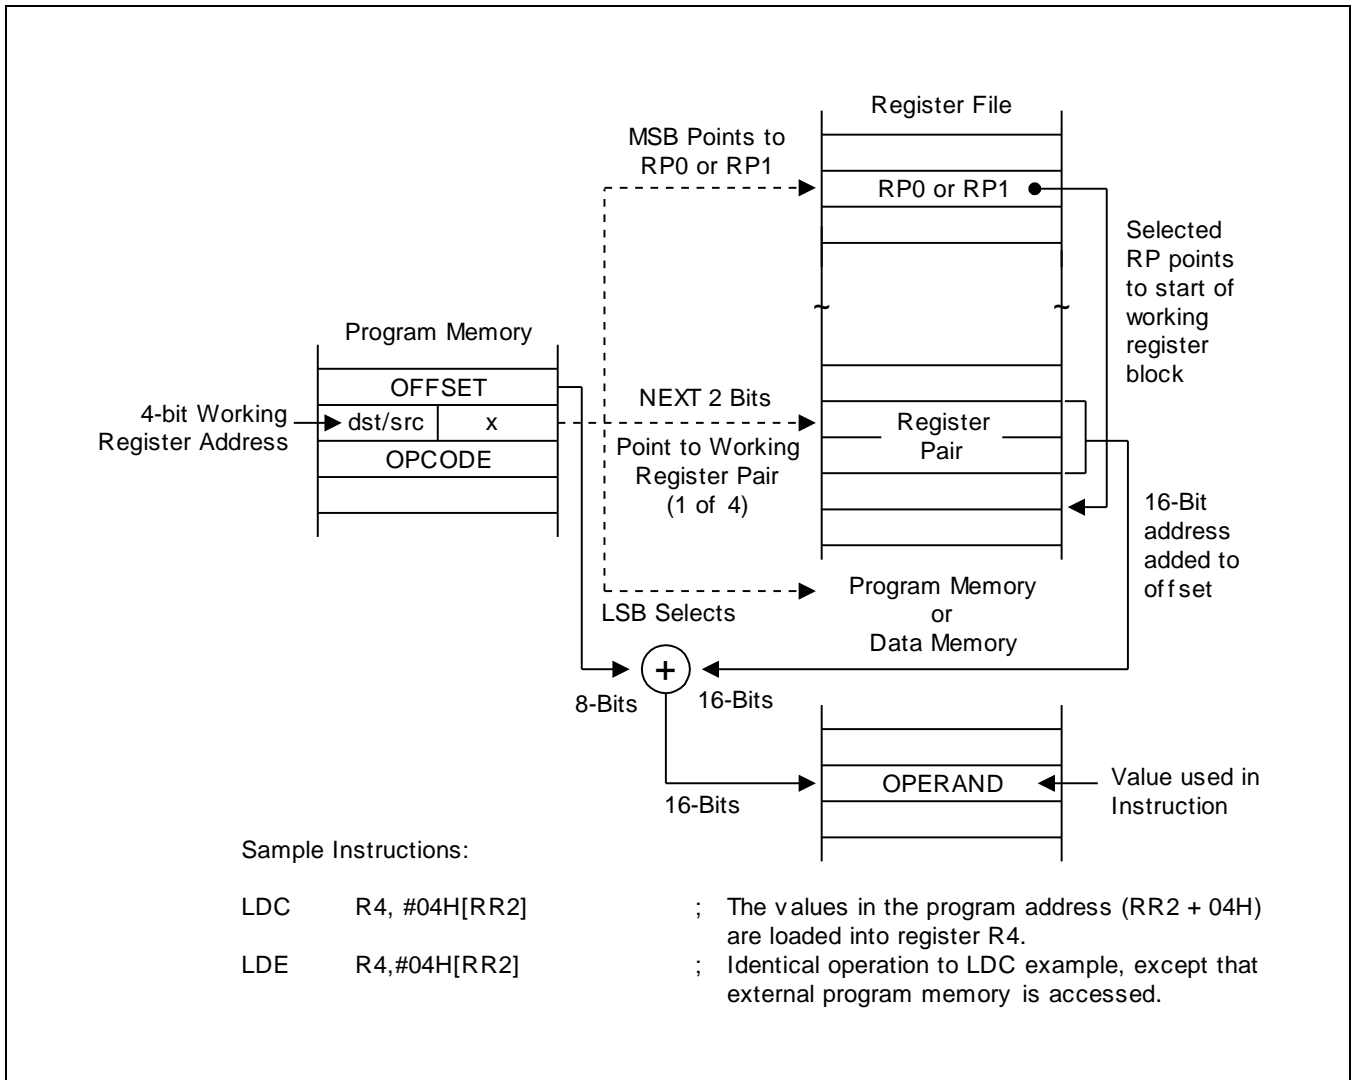 Register File
MSB Points to
RP0 or RP1
RP0 or RP1
Selected
RP points
to start of
working
register
block
~
~
Program Memory
OFFSET
4-bit Working
Register Address
dst/src
x
OPCODE
NEXT 2 Bits
Point to Working
Register Pair
(1 of 4)
Register
Pair
16-Bit
address
added to
offset
LSB Selects
Program Memory
or
Data Memory
+
8-Bits
16-Bits
16-Bits
OPERAND
Value used in
Instruction
Sample Instructions:
LDC R4, #04H[RR2] ; The values in the program address (RR2 + 04H)
are loaded into register R4.
LDE R4,#04H[RR2] ; Identical operation to LDC example, except that
external program memory is accessed.